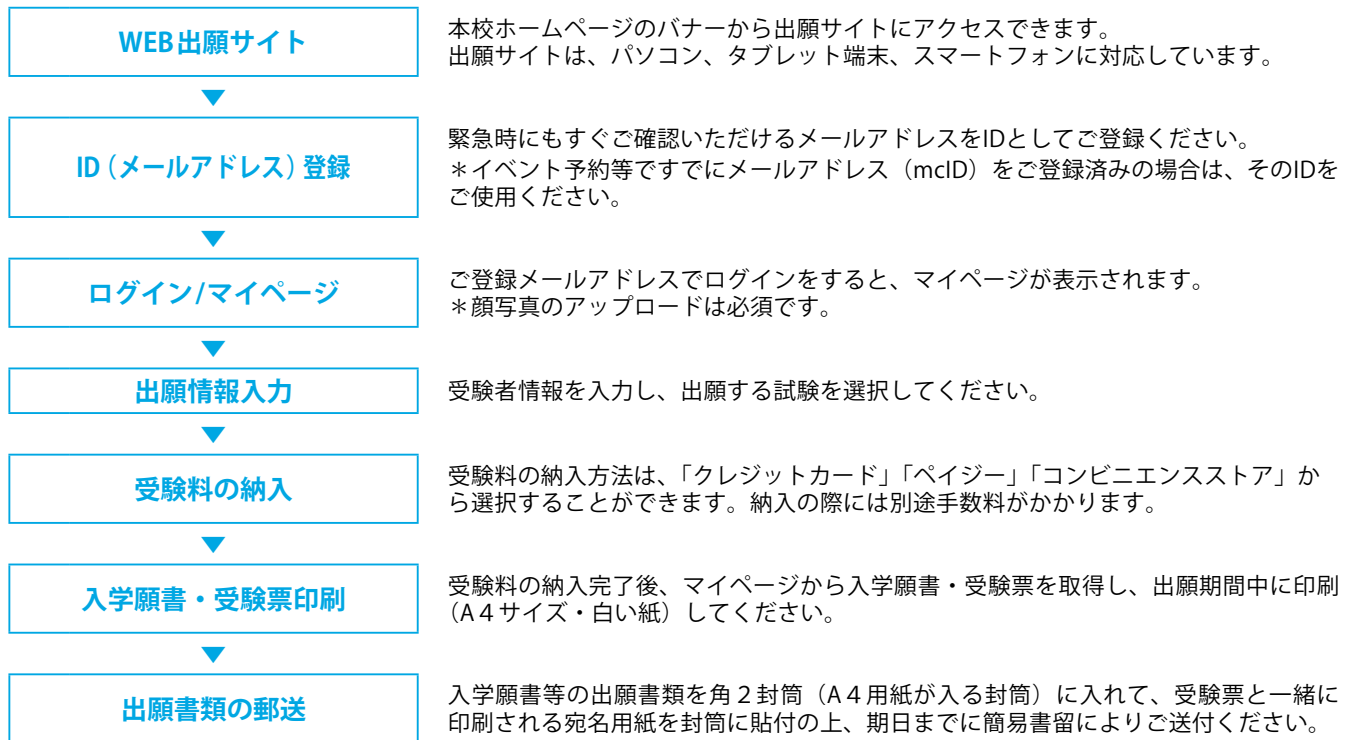 WEB出願サイト
本校ホームページのバナーから出願サイトにアクセスできます。
出願サイトは、パソコン、タブレット端末、スマートフォンに対応しています。
ID（メールアドレス）登録
緊急時にもすぐご確認いただけるメールアドレスをIDとしてご登録ください。
＊イベント予約等ですでにメールアドレス（mcID）をご登録済みの場合は、そのIDを
ご使用ください。
ログイン/マイページ
ご登録メールアドレスでログインをすると、マイページが表示されます。
＊顔写真のアップロードは必須です。
出願情報入力
受験者情報を入力し、出願する試験を選択してください。
受験料の納入
受験料の納入方法は、「クレジットカード」「ペイジー」「コンビニエンスストア」か
ら選択することができます。納入の際には別途手数料がかかります。
入学願書・受験票印刷
受験料の納入完了後、マイページから入学願書・受験票を取得し、出願期間中に印刷
（A４サイズ・白い紙）してください。
出願書類の郵送
入学願書等の出願書類を角２封筒（A４用紙が入る封筒）に入れて、受験票と一緒に
印刷される宛名用紙を封筒に貼付の上、期日までに簡易書留によりご送付ください。